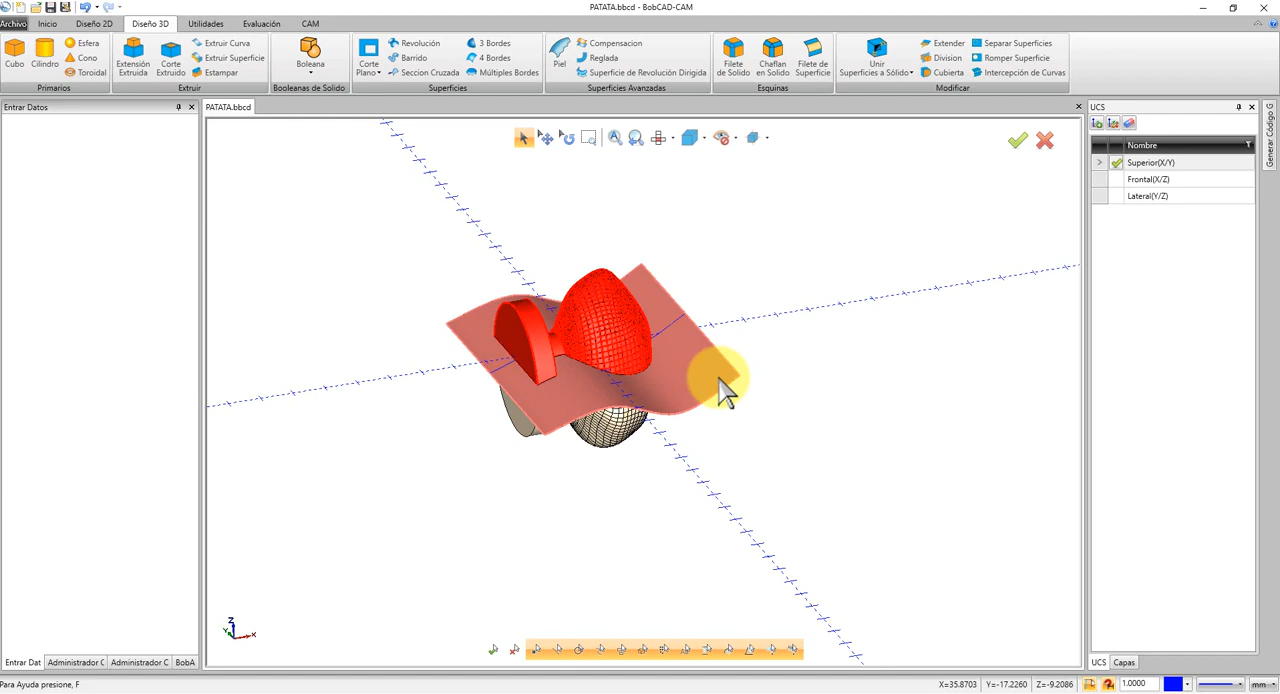 PATATA.bbcd - BobCAD-CAM
Archivo Inicio Diseño 2D Diseño 3D Utilidades Evaluación CAM
Cubo
Cilindro
Esfera
Cono
Toroidal
Primarios
Extensión Extruida
Corte Extruido
Extruir Curva
Extruir Superficie
Estampar
Extruir
Boleana
Booleanas de Solido
Corte Plano
Revolución
Barrido
Seccion Cruzada
3 Bordes
4 Bordes
Múltiples Bordes
Superficies
Piel
Compensacion
Reglada
Superficie de Revolución Dirigida
Superficies Avanzadas
Filete de Solido
Chaflan en Solido
Filete de Superficie
Esquinas
Unir Superficies a Sólido
Extender
Division
Cubierta
Separar Superficies
Romper Superficie
Intercepción de Curvas
Modificar
Entrar Datos
PATATA.bbcd
UCS
Nombre
Superior(X/Y)
Frontal(X/Z)
Lateral(Y/Z)
Generar Código G
Z
Y
X
Entrar Dat Administrador C Administrador C BobA
UCS Capas
Para Ayuda presione, F
X=35.8703 Y=-17.2260 Z=-9.2086 1.0000 mm